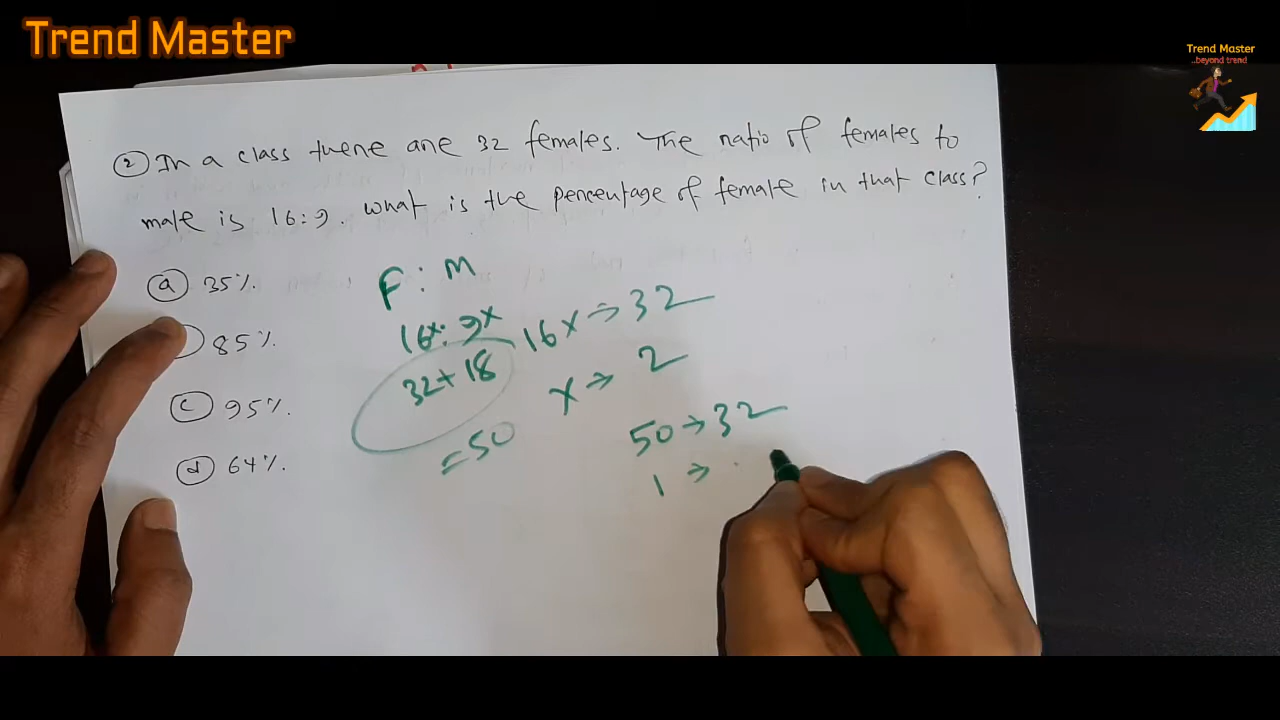 Trend Master
Trend Master
..beyond trend
② In a class there are 32 females. The ratio of females to
male is 16:9. What is the percentage of female in that class?
ⓐ 35%.
85%.
ⓒ 95%.
ⓓ 64%.
F : M
16x : 9x
32 + 18
= 50
16x → 32
x → 2
50 → 32
1 →